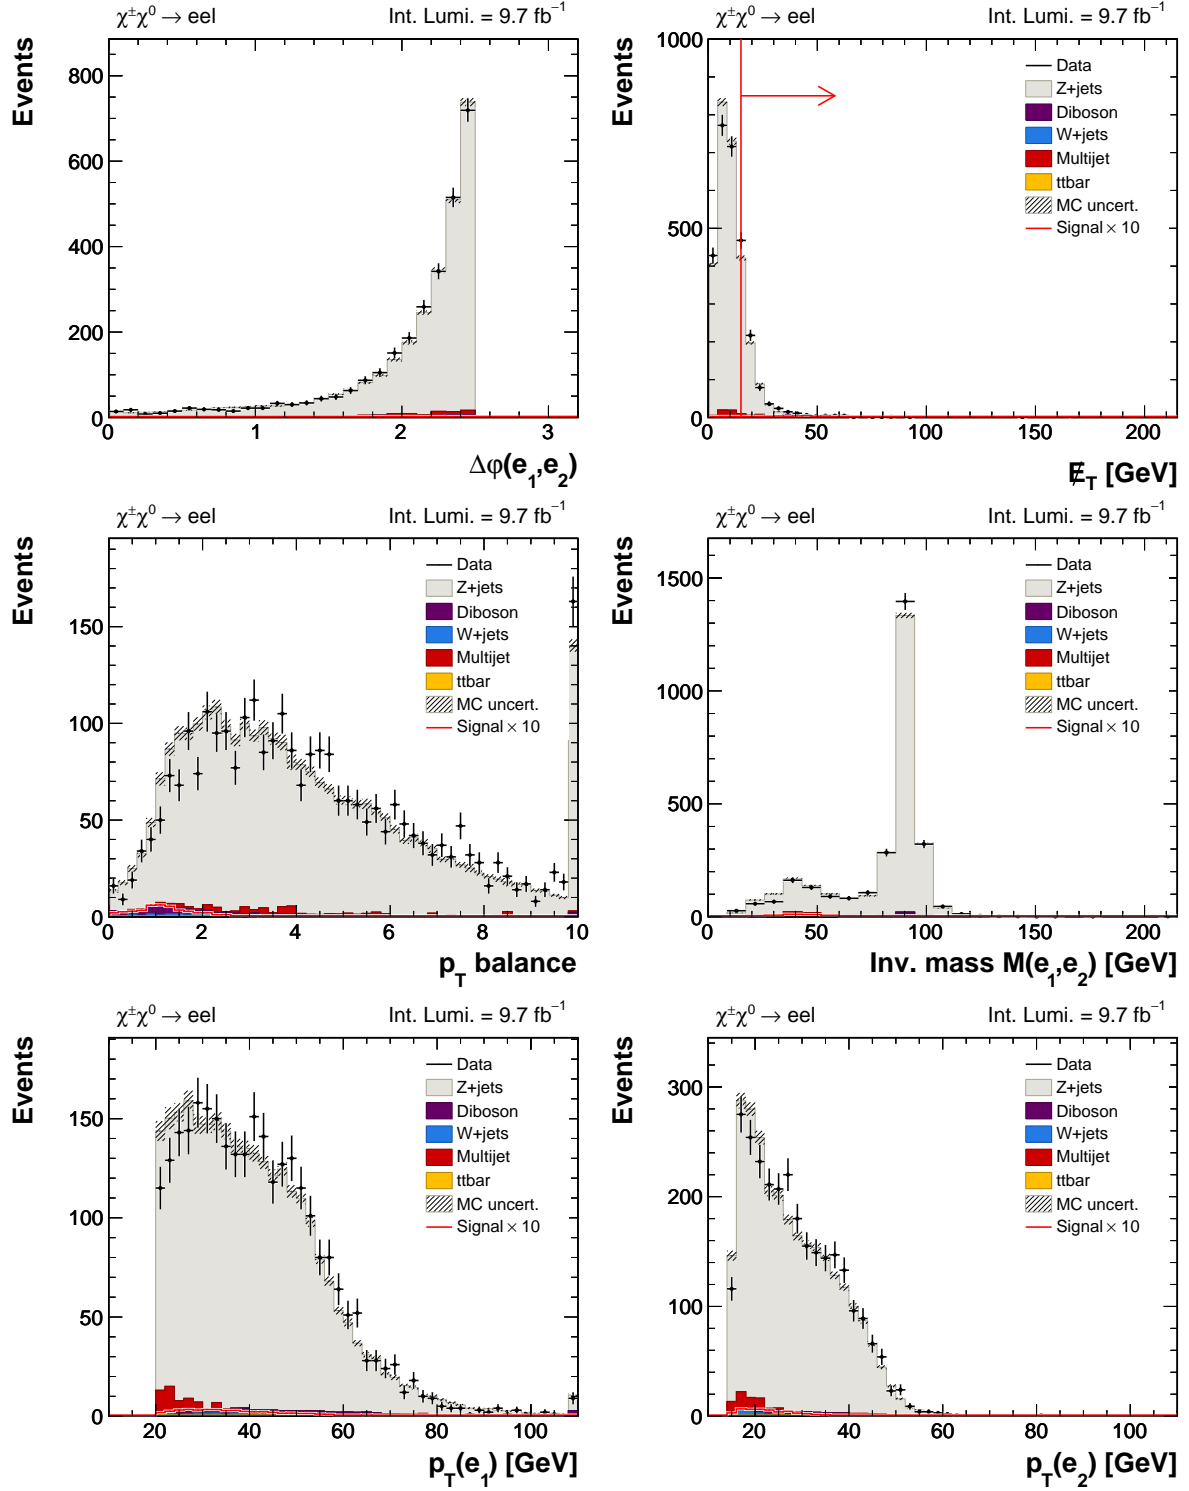 χ±χ0 → eel Int. Lumi. = 9.7 fb−1
Events
800
600
400
200
0
0 1 2 3
Δφ(e1,e2)
χ±χ0 → eel Int. Lumi. = 9.7 fb−1
Events
1000
500
0
0 50 100 150 200
Data
Z+jets
Diboson
W+jets
Multijet
ttbar
MC uncert.
Signal × 10
E̸T [GeV]
χ±χ0 → eel Int. Lumi. = 9.7 fb−1
Events
150
100
50
0
0 2 4 6 8 10
Data
Z+jets
Diboson
W+jets
Multijet
ttbar
MC uncert.
Signal × 10
pT balance
χ±χ0 → eel Int. Lumi. = 9.7 fb−1
Events
1500
1000
500
0
0 50 100 150 200
Data
Z+jets
Diboson
W+jets
Multijet
ttbar
MC uncert.
Signal × 10
Inv. mass M(e1,e2) [GeV]
χ±χ0 → eel Int. Lumi. = 9.7 fb−1
Events
150
100
50
0
20 40 60 80 100
Data
Z+jets
Diboson
W+jets
Multijet
ttbar
MC uncert.
Signal × 10
pT(e1) [GeV]
χ±χ0 → eel Int. Lumi. = 9.7 fb−1
Events
300
200
100
0
20 40 60 80 100
Data
Z+jets
Diboson
W+jets
Multijet
ttbar
MC uncert.
Signal × 10
pT(e2) [GeV]